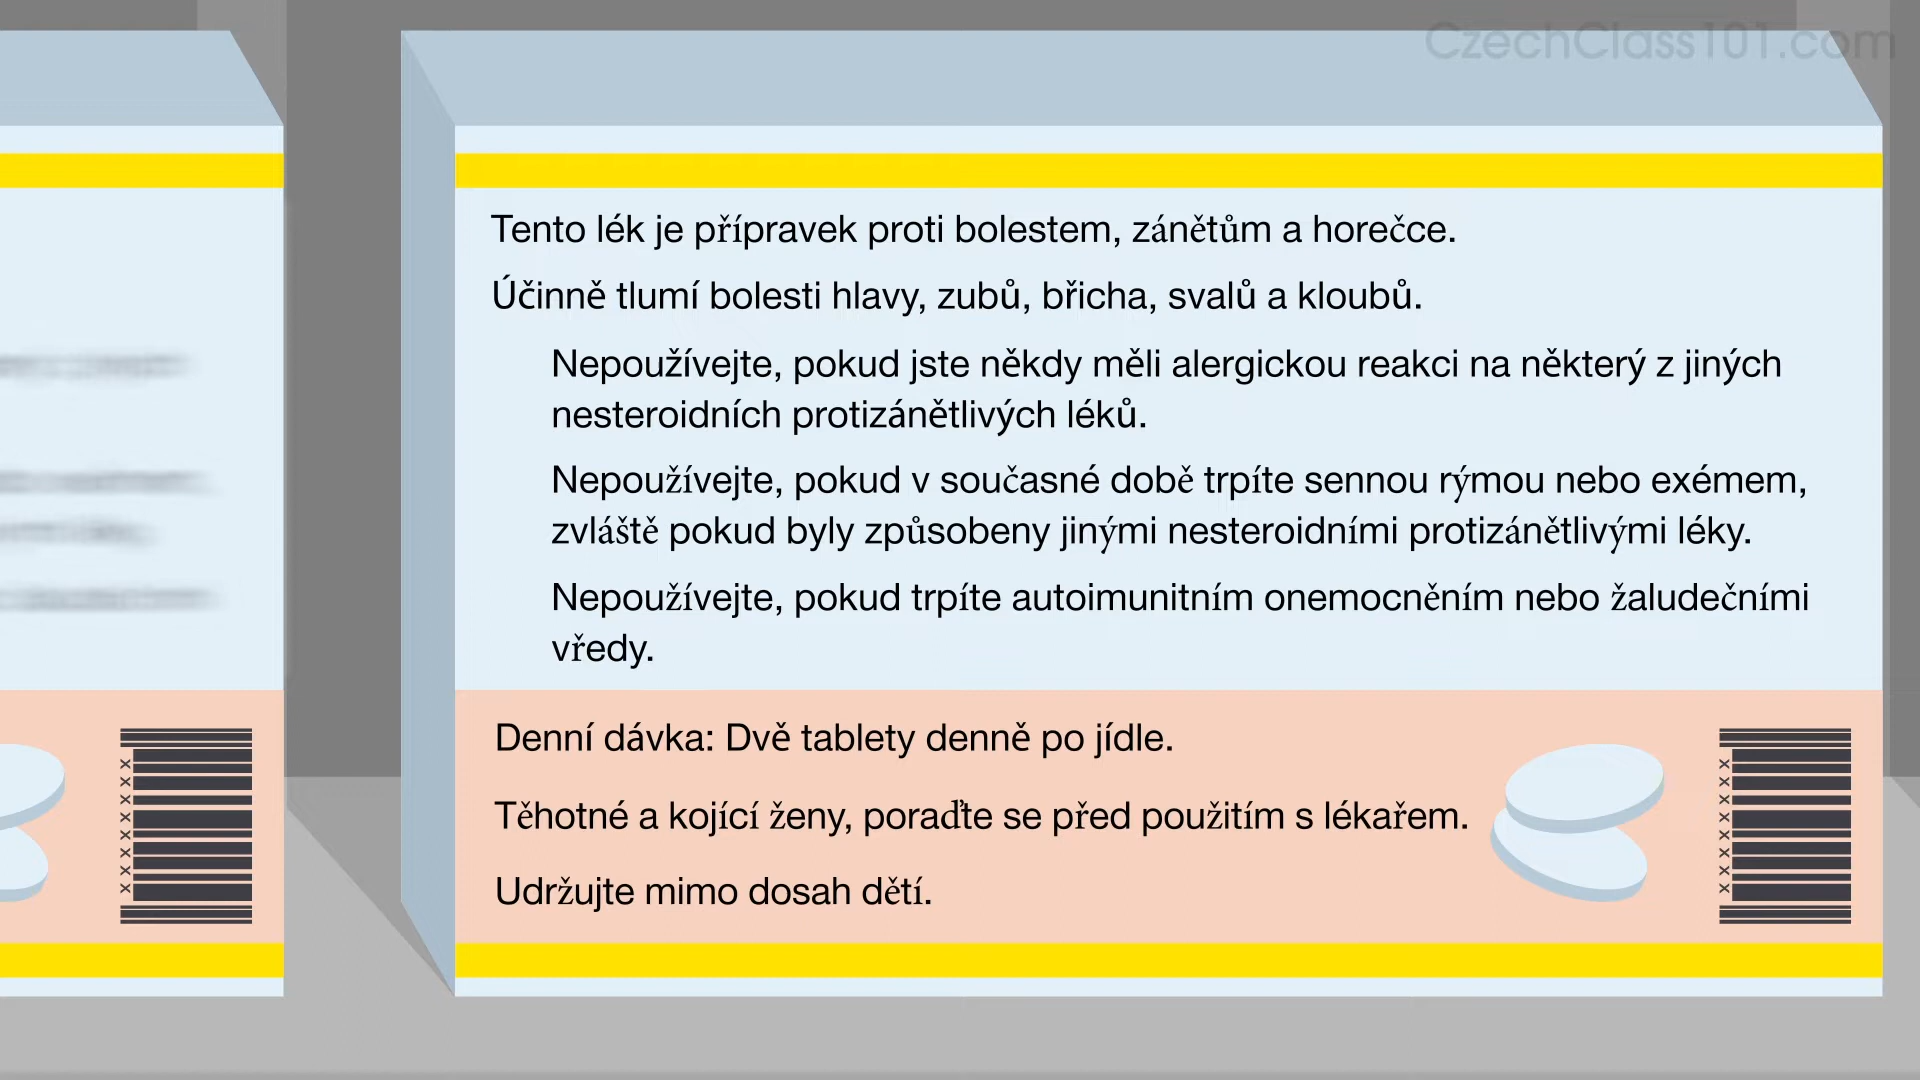 CzechClass101.com
Tento lék je přípravek proti bolestem, zánětům a horečce.
Účinně tlumí bolesti hlavy, zubů, břicha, svalů a kloubů.
Nepoužívejte, pokud jste někdy měli alergickou reakci na některý z jiných
nesteroidních protizánětlivých léků.
Nepoužívejte, pokud v současné době trpíte sennou rýmou nebo exémem,
zvláště pokud byly způsobeny jinými nesteroidními protizánětlivými léky.
Nepoužívejte, pokud trpíte autoimunitním onemocněním nebo žaludečními
vředy.
Denní dávka: Dvě tablety denně po jídle.
Těhotné a kojící ženy, poraďte se před použitím s lékařem.
Udržujte mimo dosah dětí.
xxxxxxxx
xxxxxxxx